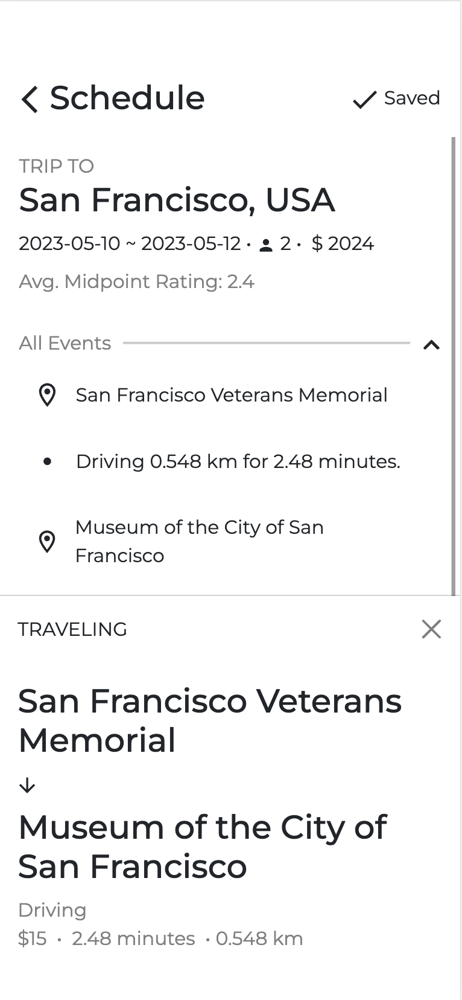 Schedule
Saved
TRIP TO
San Francisco, USA
2023-05-10 ~ 2023-05-12 · 2 · $ 2024
Avg. Midpoint Rating: 2.4
All Events
San Francisco Veterans Memorial
• Driving 0.548 km for 2.48 minutes.
Museum of the City of San
Francisco
TRAVELING
San Francisco Veterans
Memorial
↓
Museum of the City of
San Francisco
Driving
$15 · 2.48 minutes · 0.548 km